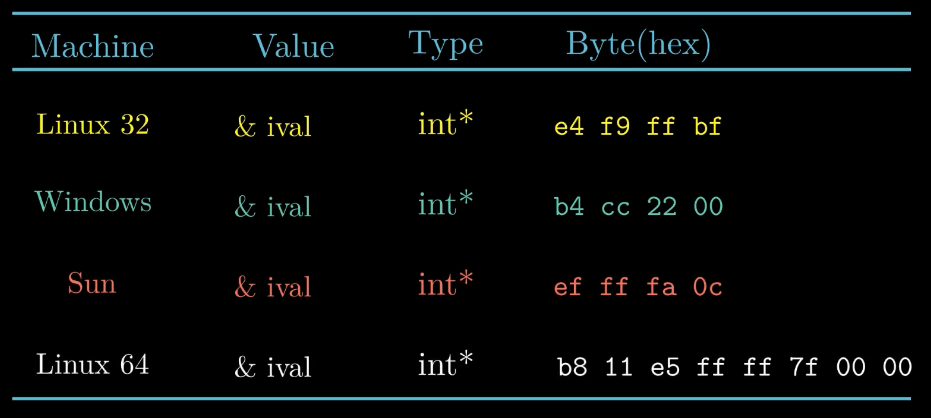 Machine Value Type Byte(hex)
Linux 32 & ival int* e4 f9 ff bf
Windows & ival int* b4 cc 22 00
Sun & ival int* ef ff fa 0c
Linux 64 & ival int* b8 11 e5 ff ff 7f 00 00